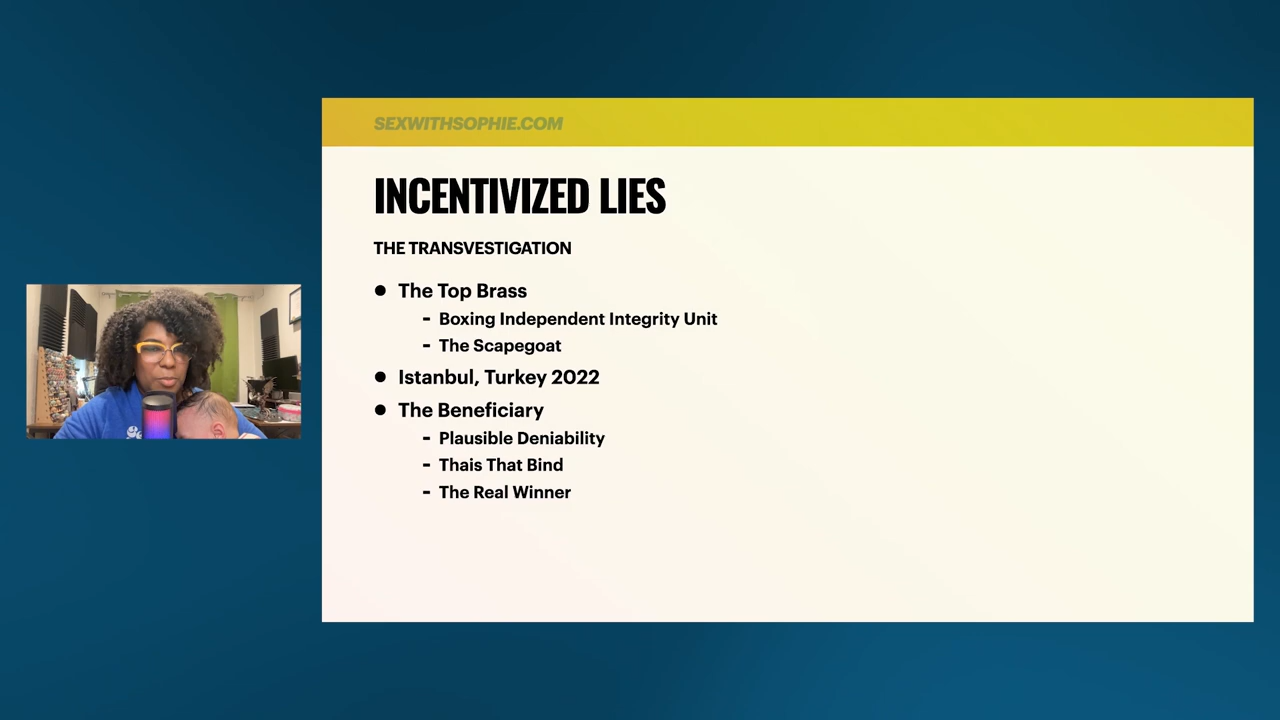 SEXWITHSOPHIE.COM
INCENTIVIZED LIES
THE TRANSVESTIGATION
● The Top Brass
- Boxing Independent Integrity Unit
- The Scapegoat
● Istanbul, Turkey 2022
● The Beneficiary
- Plausible Deniability
- Thais That Bind
- The Real Winner